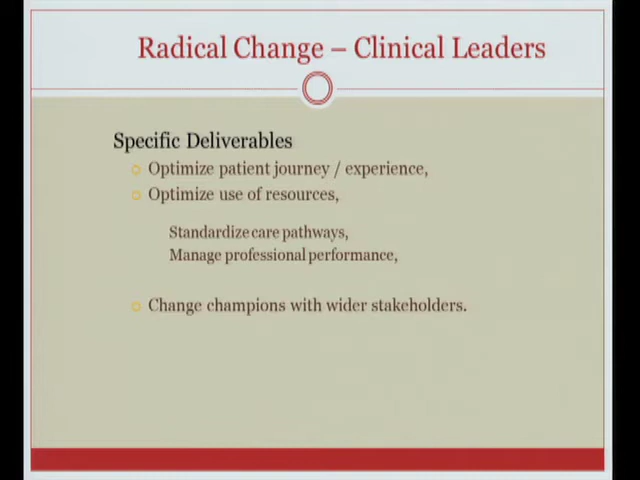 Radical Change – Clinical Leaders
Specific Deliverables
Optimize patient journey / experience,
Optimize use of resources,
Standardize care pathways,
Manage professional performance,
Change champions with wider stakeholders.